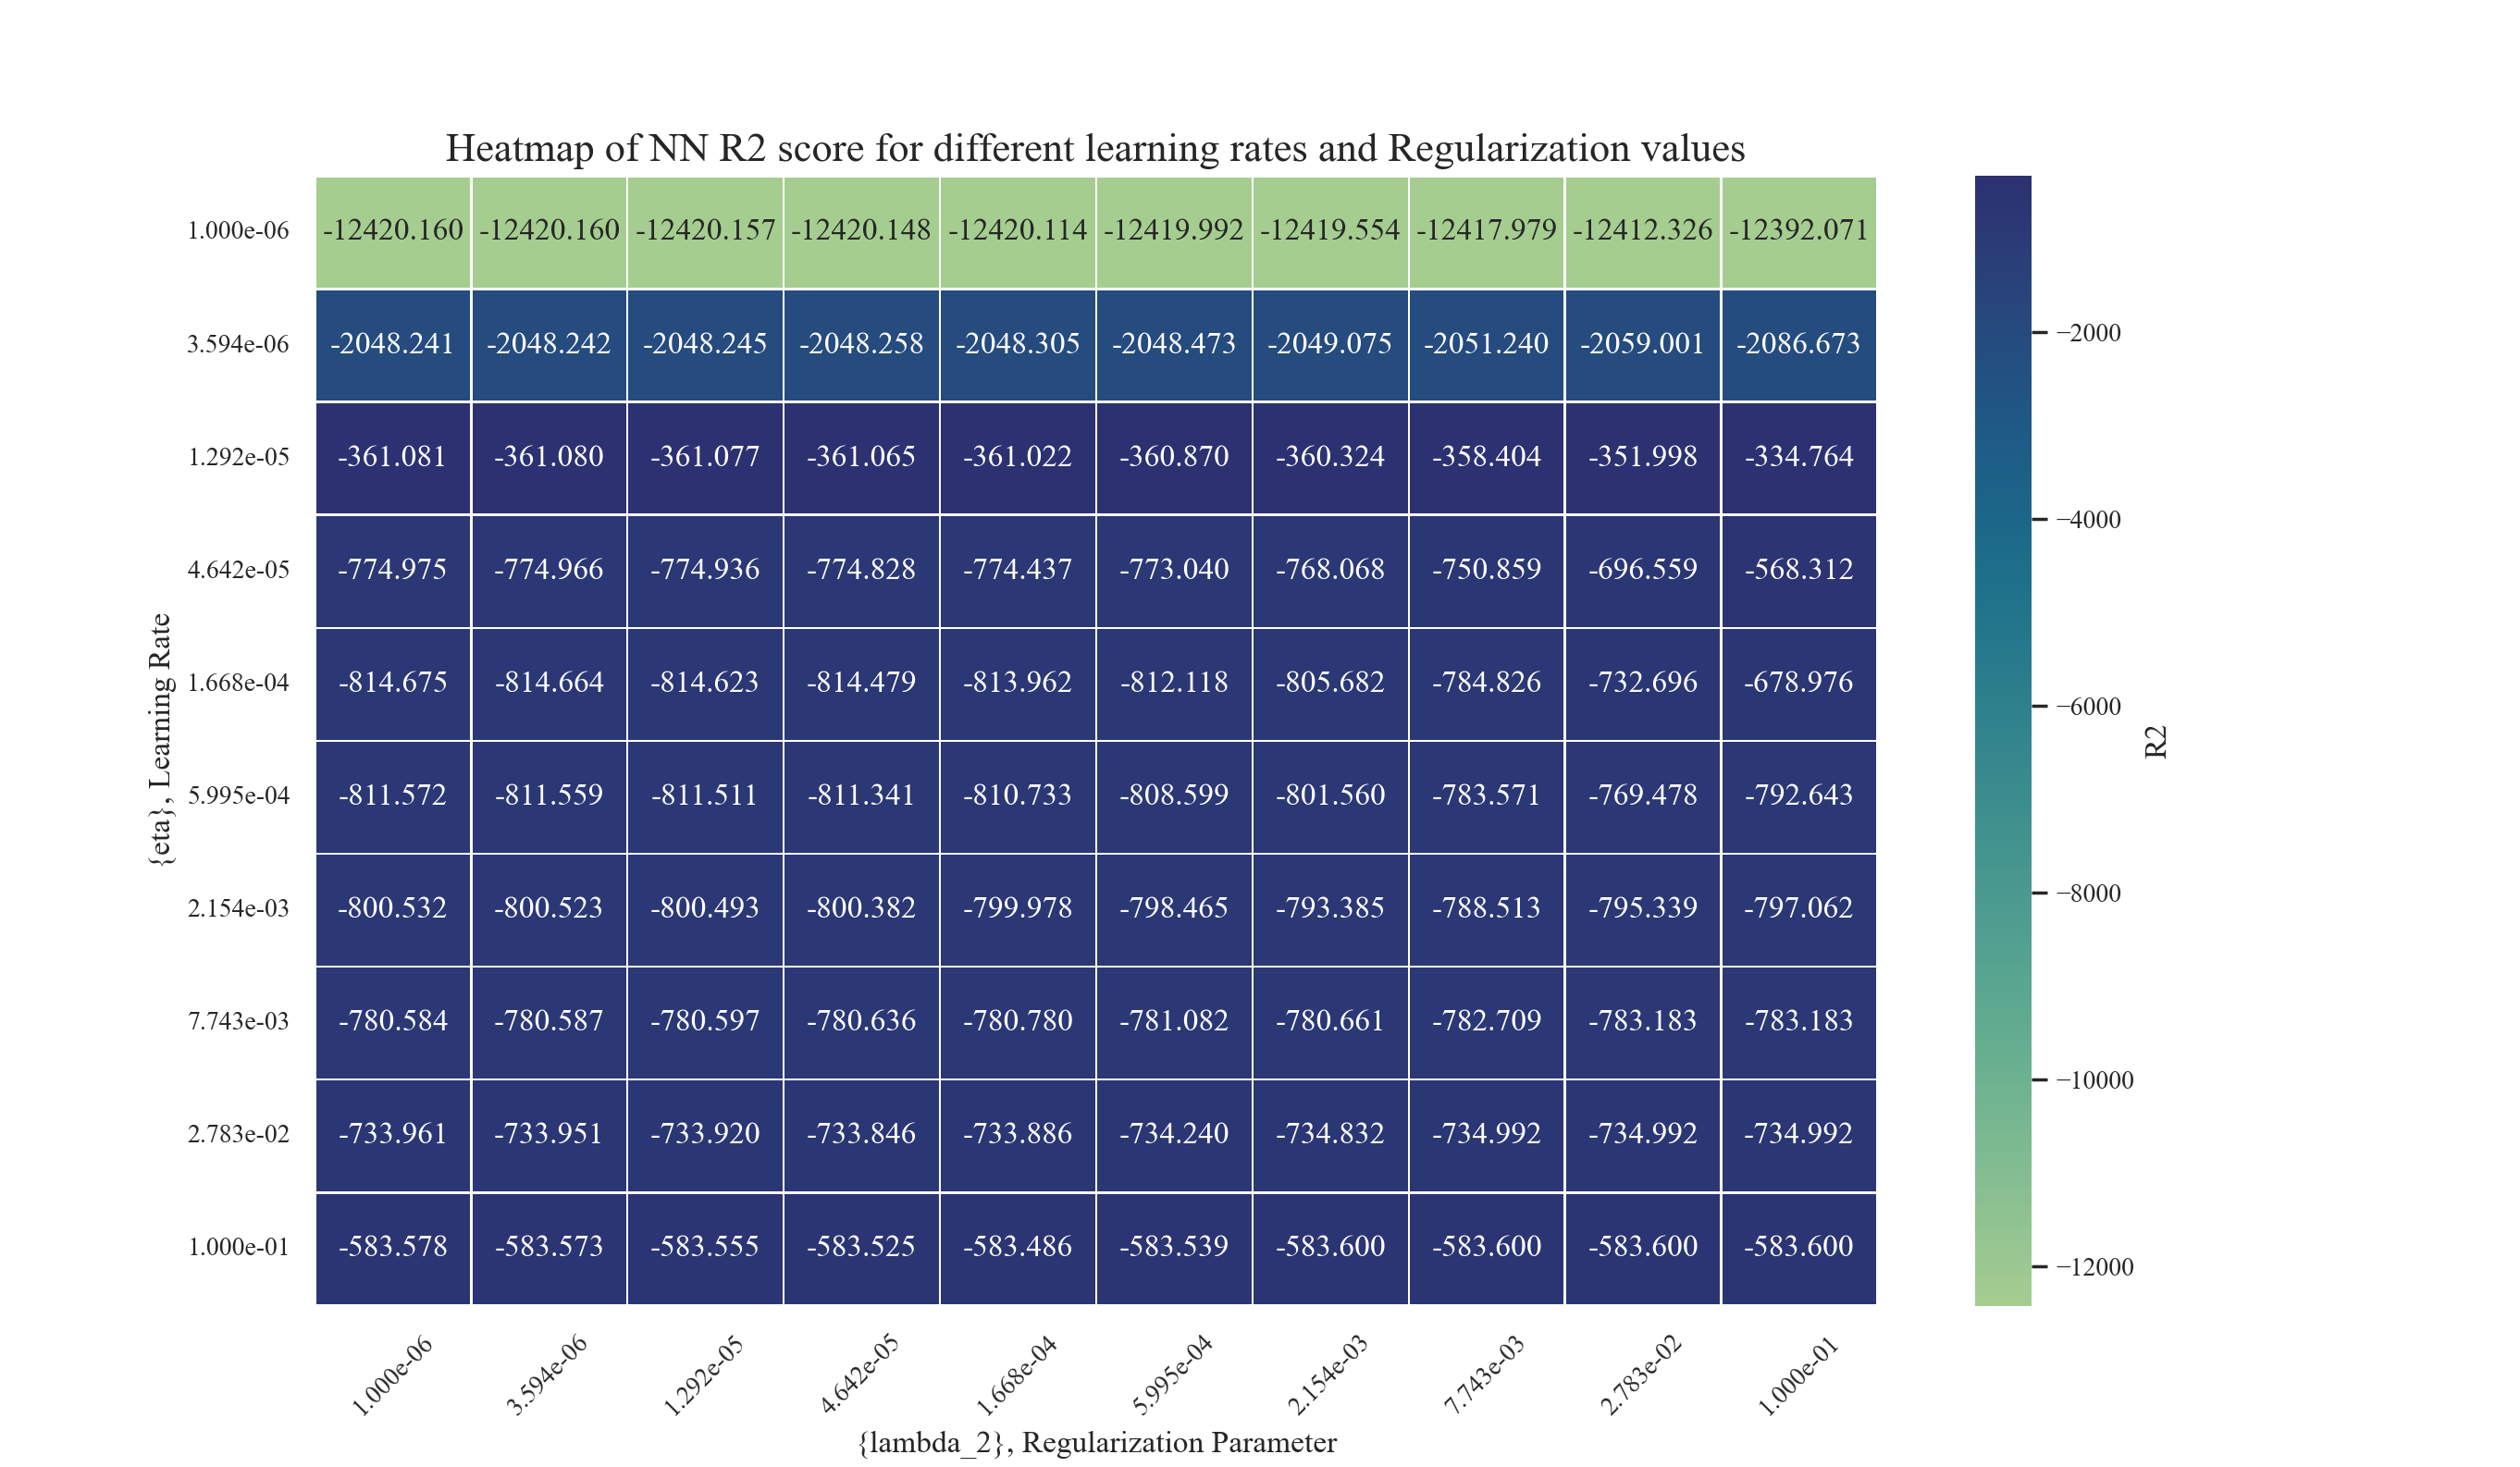 Heatmap of NN R2 score for different learning rates and Regularization values
1.000e-06 -12420.160 -12420.160 -12420.157 -12420.148 -12420.114 -12419.992 -12419.554 -12417.979 -12412.326 -12392.071
3.594e-06 -2048.241 -2048.242 -2048.245 -2048.258 -2048.305 -2048.473 -2049.075 -2051.240 -2059.001 -2086.673
1.292e-05 -361.081 -361.080 -361.077 -361.065 -361.022 -360.870 -360.324 -358.404 -351.998 -334.764
4.642e-05 -774.975 -774.966 -774.936 -774.828 -774.437 -773.040 -768.068 -750.859 -696.559 -568.312
1.668e-04 -814.675 -814.664 -814.623 -814.479 -813.962 -812.118 -805.682 -784.826 -732.696 -678.976
5.995e-04 -811.572 -811.559 -811.511 -811.341 -810.733 -808.599 -801.560 -783.571 -769.478 -792.643
2.154e-03 -800.532 -800.523 -800.493 -800.382 -799.978 -798.465 -793.385 -788.513 -795.339 -797.062
7.743e-03 -780.584 -780.587 -780.597 -780.636 -780.780 -781.082 -780.661 -782.709 -783.183 -783.183
2.783e-02 -733.961 -733.951 -733.920 -733.846 -733.886 -734.240 -734.832 -734.992 -734.992 -734.992
1.000e-01 -583.578 -583.573 -583.555 -583.525 -583.486 -583.539 -583.600 -583.600 -583.600 -583.600
1.000e-06 3.594e-06 1.292e-05 4.642e-05 1.668e-04 5.995e-04 2.154e-03 7.743e-03 2.783e-02 1.000e-01
{lambda_2}, Regularization Parameter
{eta}, Learning Rate
−2000
−4000
−6000
−8000
−10000
−12000
R2